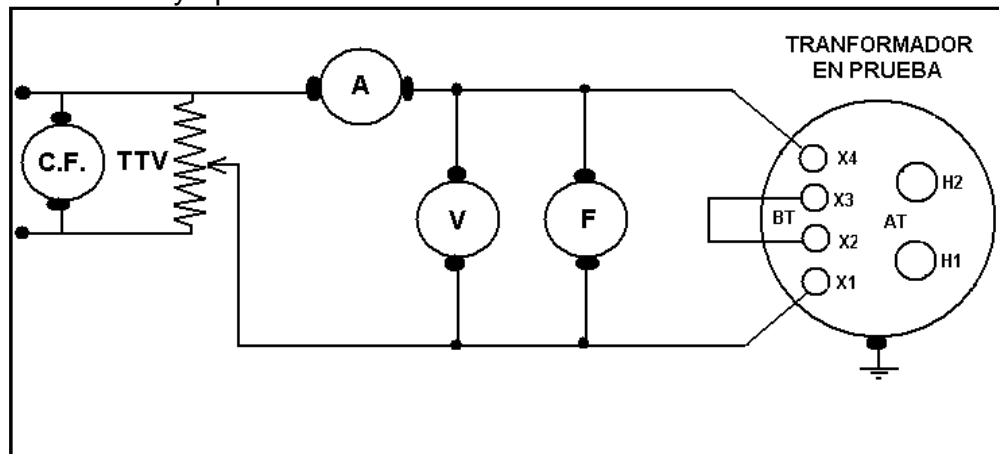 TRANFORMADOR
EN PRUEBA
A
C.F.
TTV
V
F
X4
X3
BT
X2
X1
H2
AT
H1